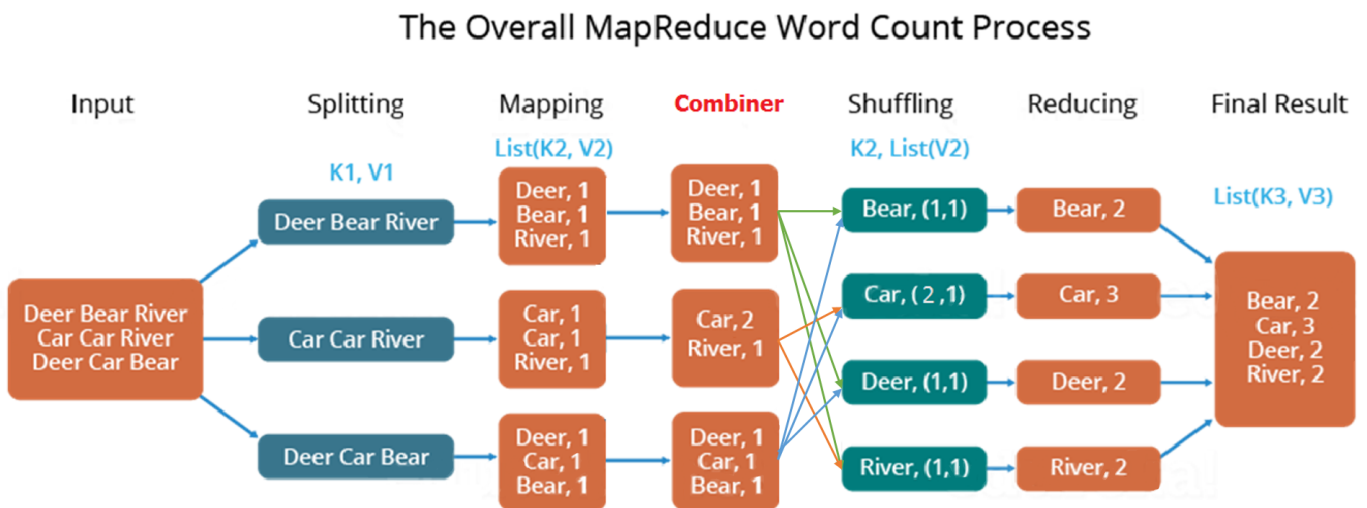 The Overall MapReduce Word Count Process
Input
Splitting
Mapping
Combiner
Shuffling
Reducing
Final Result
K1, V1
List(K2, V2)
K2, List(V2)
List(K3, V3)
Deer Bear River
Car Car River
Deer Car Bear
Deer Bear River
Car Car River
Deer Car Bear
Deer, 1
Bear, 1
River, 1
Car, 1
Car, 1
River, 1
Deer, 1
Car, 1
Bear, 1
Deer, 1
Bear, 1
River, 1
Car, 2
River, 1
Deer, 1
Car, 1
Bear, 1
Bear, (1,1)
Car, (2 ,1)
Deer, (1,1)
River, (1,1)
Bear, 2
Car, 3
Deer, 2
River, 2
Bear, 2
Car, 3
Deer, 2
River, 2